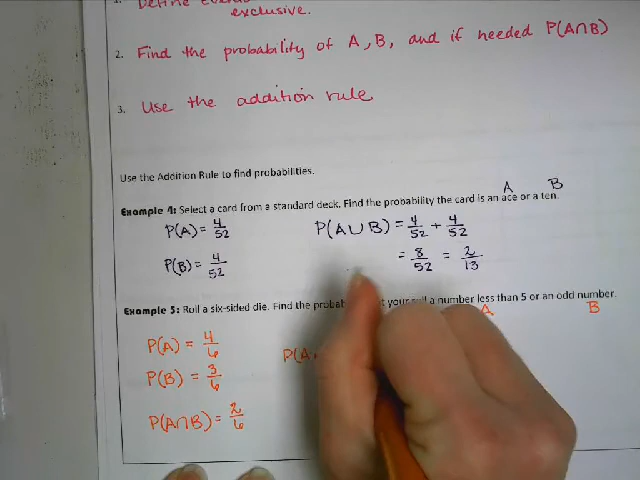 1. Define events
exclusive.
2. Find the probability of A, B, and if needed P(A∩B)
3. Use the addition rule
Use the Addition Rule to find probabilities.
A B
Example 4: Select a card from a standard deck. Find the probability the card is an ace or a ten.
P(A) = 4/52
P(A∪B) = 4/52 + 4/52
P(B) = 4/52
= 8/52 = 2/13
Example 5: Roll a six-sided die. Find the a number less than 5 or an odd number.
A B
P(A) = 4/6
P(B) = 3/6
P(A
P(A∩B) = 2/6